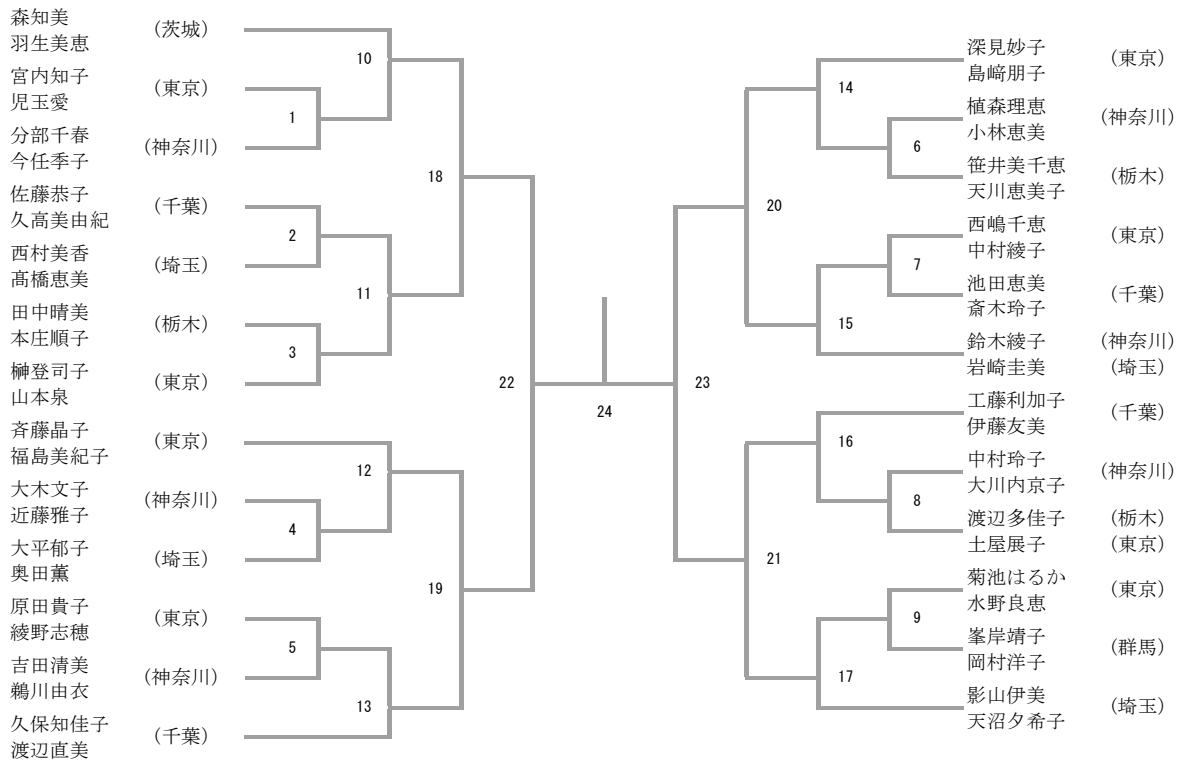 森知美
羽生美恵
(茨城)
宮内知子
児玉愛
(東京)
分部千春
今任季子
(神奈川)
佐藤恭子
久高美由紀
(千葉)
西村美香
髙橋恵美
(埼玉)
田中晴美
本庄順子
(栃木)
榊登司子
山本泉
(東京)
斉藤晶子
福島美紀子
(東京)
大木文子
近藤雅子
(神奈川)
大平郁子
奥田薫
(埼玉)
原田貴子
綾野志穂
(東京)
吉田清美
鵜川由衣
(神奈川)
久保知佳子
渡辺直美
(千葉)
10
1
18
2
11
3
22
12
4
19
5
13
24
14
6
20
7
15
23
16
8
21
9
17
深見妙子
島﨑朋子
(東京)
植森理恵
小林恵美
(神奈川)
笹井美千恵
天川恵美子
(栃木)
西嶋千恵
中村綾子
(東京)
池田恵美
斎木玲子
(千葉)
鈴木綾子 (神奈川)
岩崎圭美 (埼玉)
工藤利加子
伊藤友美
(千葉)
中村玲子
大川内京子
(神奈川)
渡辺多佳子 (栃木)
土屋展子 (東京)
菊池はるか
水野良恵
(東京)
峯岸靖子
岡村洋子
(群馬)
影山伊美
天沼夕希子
(埼玉)